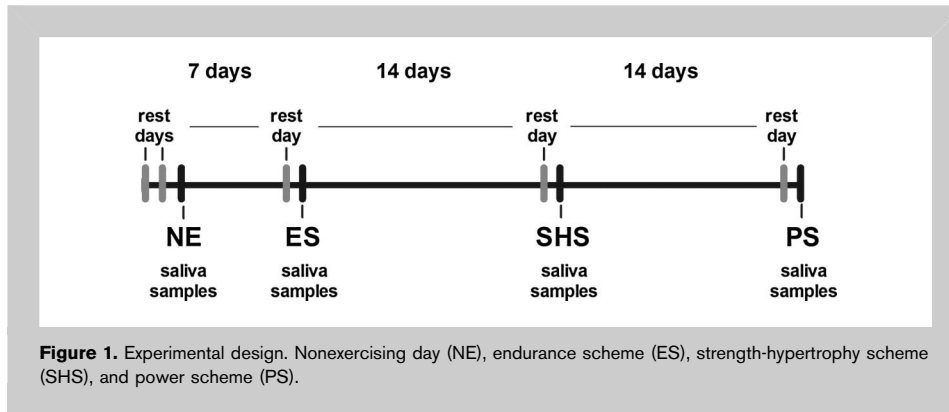 7 days 14 days 14 days
rest days rest day rest day rest day
NE ES SHS PS
saliva samples saliva samples saliva samples saliva samples
Figure 1. Experimental design. Nonexercising day (NE), endurance scheme (ES), strength-hypertrophy scheme
(SHS), and power scheme (PS).